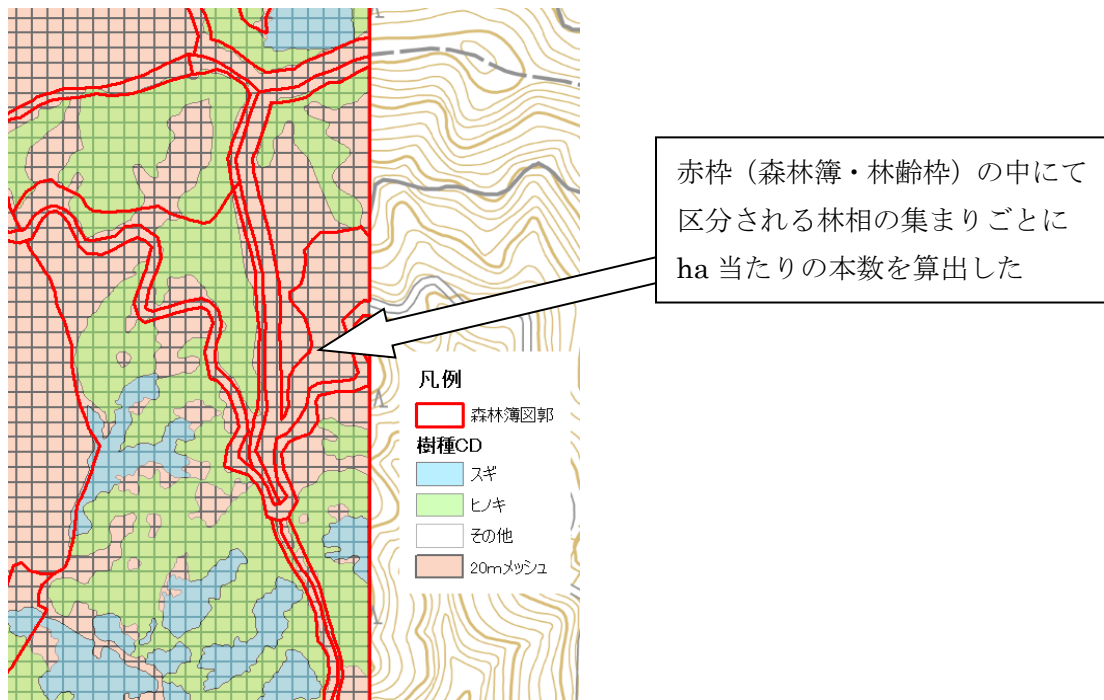 赤枠（森林簿・林齢枠）の中にて
区分される林相の集まりごとに
ha 当たりの本数を算出した
凡例
森林簿図郭
樹種CD
スギ
ヒノキ
その他
20mメッシュ